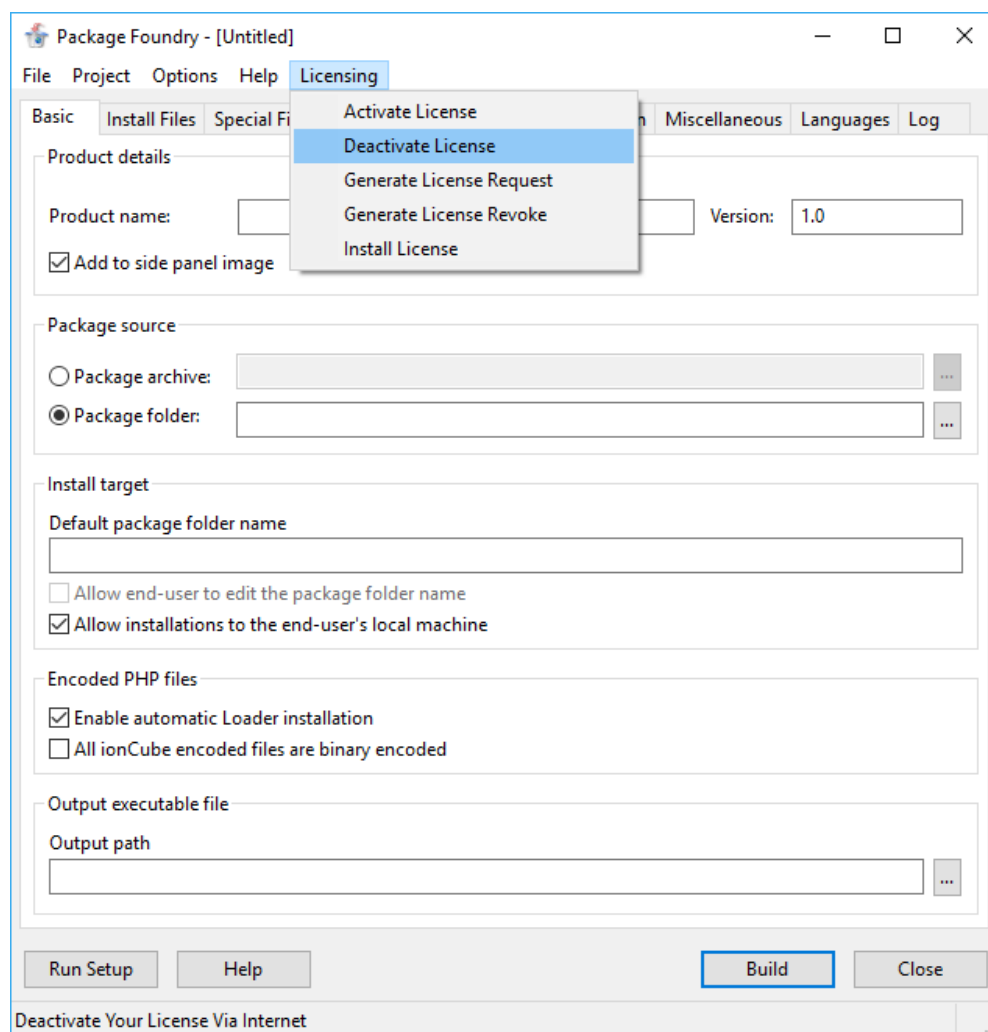 Package Foundry - [Untitled]
File Project Options Help Licensing
Basic Install Files Special Miscellaneous Languages Log
Activate License
Deactivate License
Generate License Request
Generate License Revoke
Install License
Product details
Product name: Version: 1.0
Add to side panel image
Package source
Package archive: ...
Package folder: ...
Install target
Default package folder name
Allow end-user to edit the package folder name
Allow installations to the end-user's local machine
Encoded PHP files
Enable automatic Loader installation
All ionCube encoded files are binary encoded
Output executable file
Output path
...
Run Setup Help Build Close
Deactivate Your License Via Internet